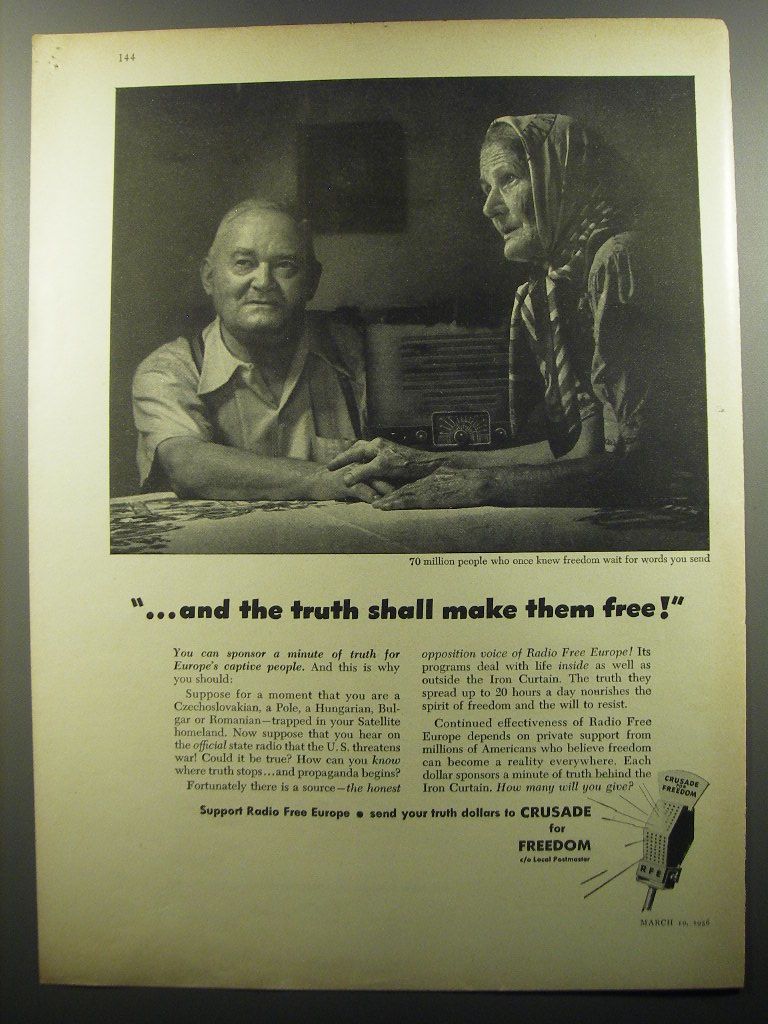 144
70 million people who once knew freedom wait for words you send
"...and the truth shall make them free!"
You can sponsor a minute of truth for
Europe's captive people. And this is why
you should:
Suppose for a moment that you are a
Czechoslovakian, a Pole, a Hungarian, Bul-
gar or Romanian—trapped in your Satellite
homeland. Now suppose that you hear on
the official state radio that the U. S. threatens
war! Could it be true? How can you know
where truth stops...and propaganda begins?
Fortunately there is a source—the honest
opposition voice of Radio Free Europe! Its
programs deal with life inside as well as
outside the Iron Curtain. The truth they
spread up to 20 hours a day nourishes the
spirit of freedom and the will to resist.
Continued effectiveness of Radio Free
Europe depends on private support from
millions of Americans who believe freedom
can become a reality everywhere. Each
dollar sponsors a minute of truth behind the
Iron Curtain. How many will you give?
Support Radio Free Europe • send your truth dollars to CRUSADE
for
FREEDOM
c/o Local Postmaster
CRUSADE
FOR
FREEDOM
RFE
MARCH 10, 1956